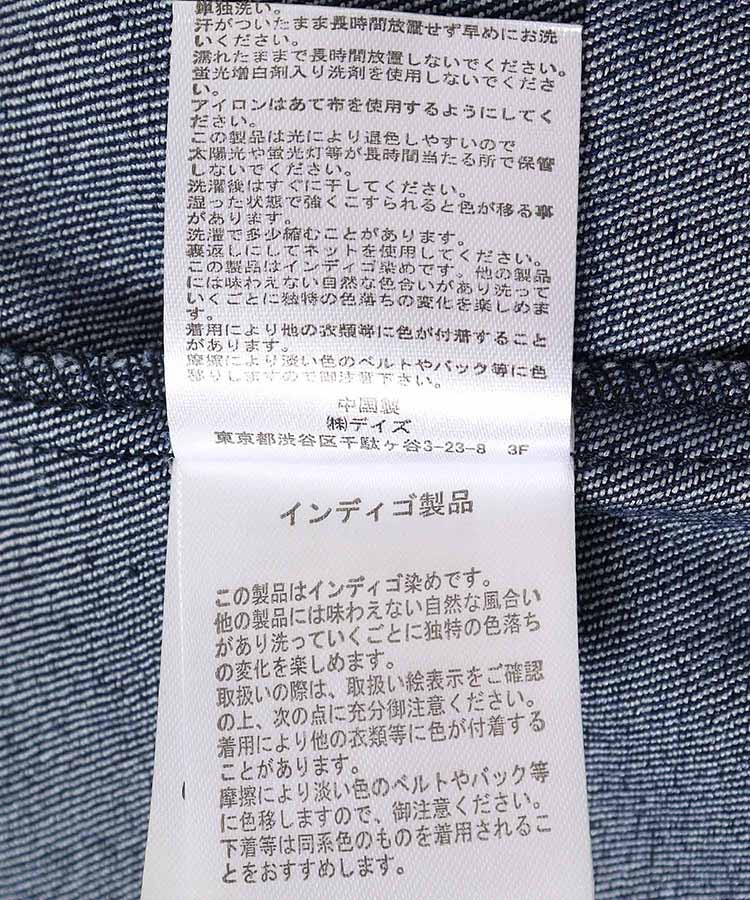 単独洗い。
汗がついたまま長時間放置せず早めにお洗
いください。
濡れたままで長時間放置しないでください。
蛍光増白剤入り洗剤を使用しないでくださ
い。
アイロンはあて布を使用するようにしてく
ださい。
この製品は光により退色しやすいので
太陽光や蛍光灯等が長時間当たる所で保管
しないでください。
洗濯後はすぐに干してください。
湿った状態で強くこすられると色が移る事
があります。
洗濯で多少縮むことがあります。
裏返しにしてネットを使用してください。
この製品はインディゴ染めです。他の製品
には味わえない自然な色合いがあり洗って
いくごとに独特の色落ちの変化を楽しめま
す。
着用により他の衣類等に色が付着すること
があります。
摩擦により淡い色のベルトやバック等に色
移りしますので御注意下さい。
中国製
㈱デイズ
東京都渋谷区千駄ヶ谷3-23-8 3F
インディゴ製品
この製品はインディゴ染めです。
他の製品には味わえない自然な風合い
があり洗っていくごとに独特の色落ち
の変化を楽しめます。
取扱いの際は、取扱い絵表示をご確認
の上、次の点に充分御注意ください。
着用により他の衣類等に色が付着する
ことがあります。
摩擦により淡い色のベルトやバック等
に色移しますので、御注意ください。
下着等は同系色のものを着用されるこ
とをおすすめします。